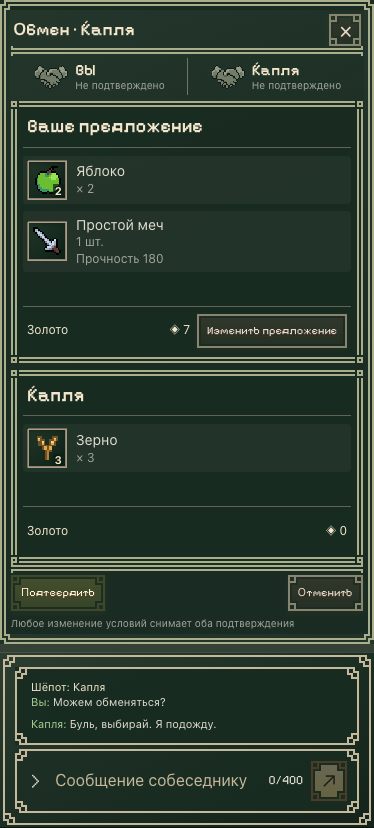 Обмен · Капля
Вы
Не подтверждено
Капля
Не подтверждено
Ваше предложение
2
Яблоко
× 2
Простой меч
1 шт.
Прочность 180
Золото
7
Изменить предложение
Капля
3
Зерно
× 3
Золото
0
Подтвердить
Отменить
Любое изменение условий снимает оба подтверждения
Шёпот: Капля
Вы: Можем обменяться?
Капля: Буль, выбирай. Я подожду.
Сообщение собеседнику
0/400